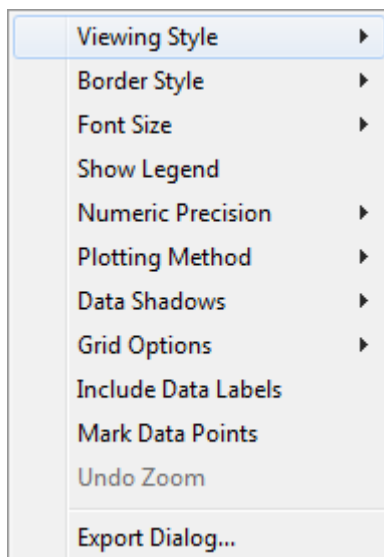 Viewing Style
Border Style
Font Size
Show Legend
Numeric Precision
Plotting Method
Data Shadows
Grid Options
Include Data Labels
Mark Data Points
Undo Zoom
Export Dialog...